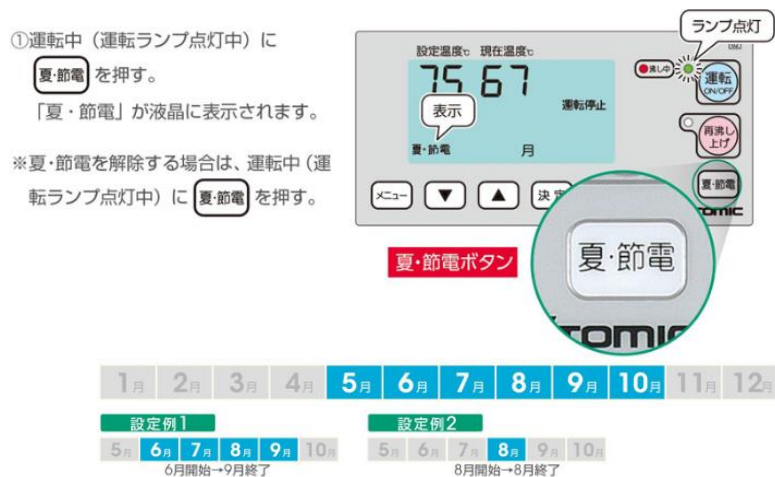 ①運転中（運転ランプ点灯中）に
夏・節電 を押す。
「夏・節電」が液晶に表示されます。
※夏・節電を解除する場合は、運転中（運
転ランプ点灯中）に 夏・節電 を押す。
ランプ点灯
設定温度℃ 現在温度℃
75 67
沸し中
運転
ON/OFF
表示
運転停止
再沸し
上げ
夏・節電 月
夏・節電
メニュー ▼ ▲ 決定
夏・節電ボタン
夏・節電
1月 2月 3月 4月 5月 6月 7月 8月 9月 10月 11月 12月
設定例1 設定例2
5月 6月 7月 8月 9月 10月 5月 6月 7月 8月 9月 10月
6月開始→9月終了 8月開始→8月終了